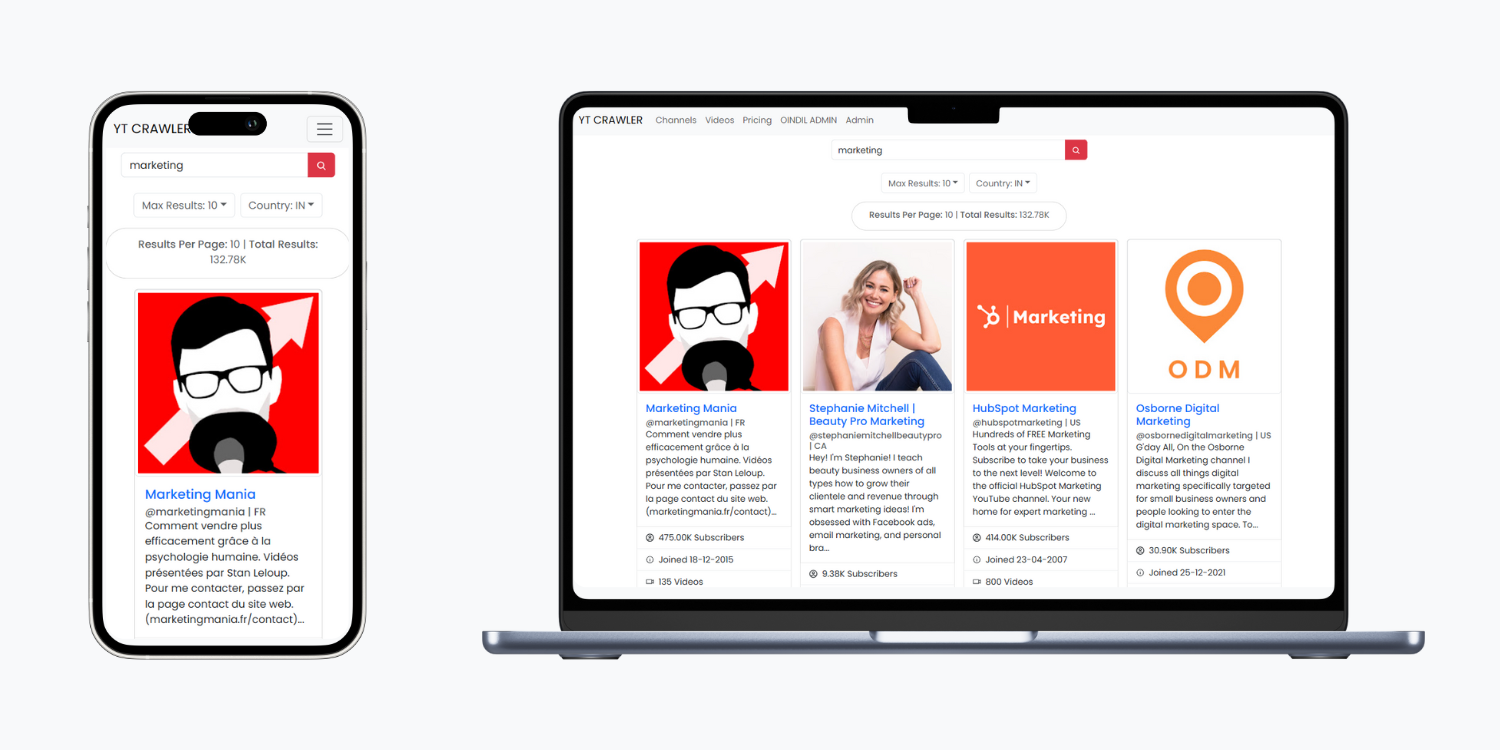 YT CRAWLER
marketing
Max Results: 10
Country: IN
Results Per Page: 10 | Total Results:
132.78K
Marketing Mania
@marketingmania | FR
Comment vendre plus
efficacement grâce à la
psychologie humaine. Vidéos
présentées par Stan Leloup.
Pour me contacter, passez par
la page contact du site web.
(marketingmania.fr/contact)...
YT CRAWLER Channels Videos Pricing OINDIL ADMIN Admin
marketing
Max Results: 10
Country: IN
Results Per Page: 10 | Total Results: 132.78K
Marketing Mania
@marketingmania | FR
Comment vendre plus
efficacement grâce à la
psychologie humaine. Vidéos
présentées par Stan Leloup.
Pour me contacter, passez par
la page contact du site web.
(marketingmania.fr/contact)...
475.00K Subscribers
Joined 18-12-2015
135 Videos
Stephanie Mitchell |
Beauty Pro Marketing
@stephaniemitchellbeautypro
| CA
Hey! I'm Stephanie! I teach
beauty business owners of all
types how to grow their
clientele and revenue through
smart marketing ideas! I'm
obsessed with Facebook ads,
email marketing, and personal
bra...
9.38K Subscribers
Marketing
HubSpot Marketing
@hubspotmarketing | US
Hundreds of FREE Marketing
Tools at your fingertips.
Subscribe to take your business
to the next level! Welcome to
the official HubSpot Marketing
YouTube channel. Your new
home for expert marketing ...
414.00K Subscribers
Joined 23-04-2007
800 Videos
ODM
Osborne Digital
Marketing
@osbornedigitalmarketing | US
G'day All, On the Osborne
Digital Marketing channel I
discuss all things digital
marketing specifically targeted
for small business owners and
people looking to enter the
digital marketing space. To...
30.90K Subscribers
Joined 25-12-2021